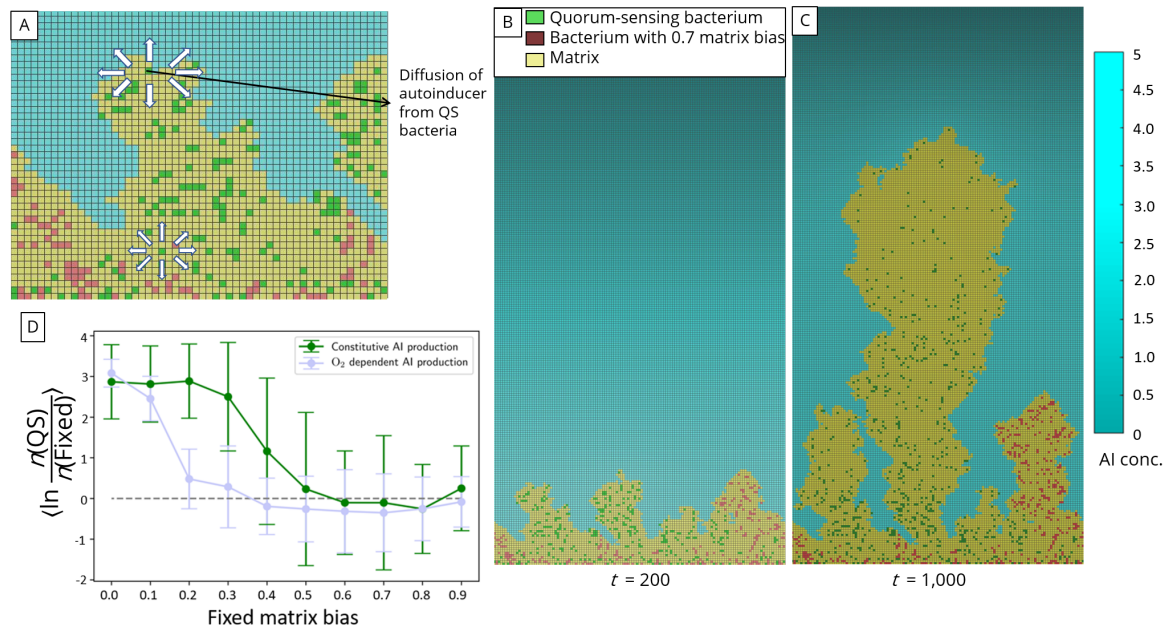 A
Diffusion of
autoinducer
from QS
bacteria
B
Quorum-sensing bacterium
Bacterium with 0.7 matrix bias
Matrix
t = 200
C
t = 1,000
5
4.5
4.0
3.5
3.0
2.5
2.0
1.5
1.0
0.5
0
AI conc.
D
Constitutive AI production
O₂ dependent AI production
4
3
2
1
0
-1
-2
⟨ln n(QS)/n(Fixed)⟩
0.0 0.1 0.2 0.3 0.4 0.5 0.6 0.7 0.8 0.9
Fixed matrix bias